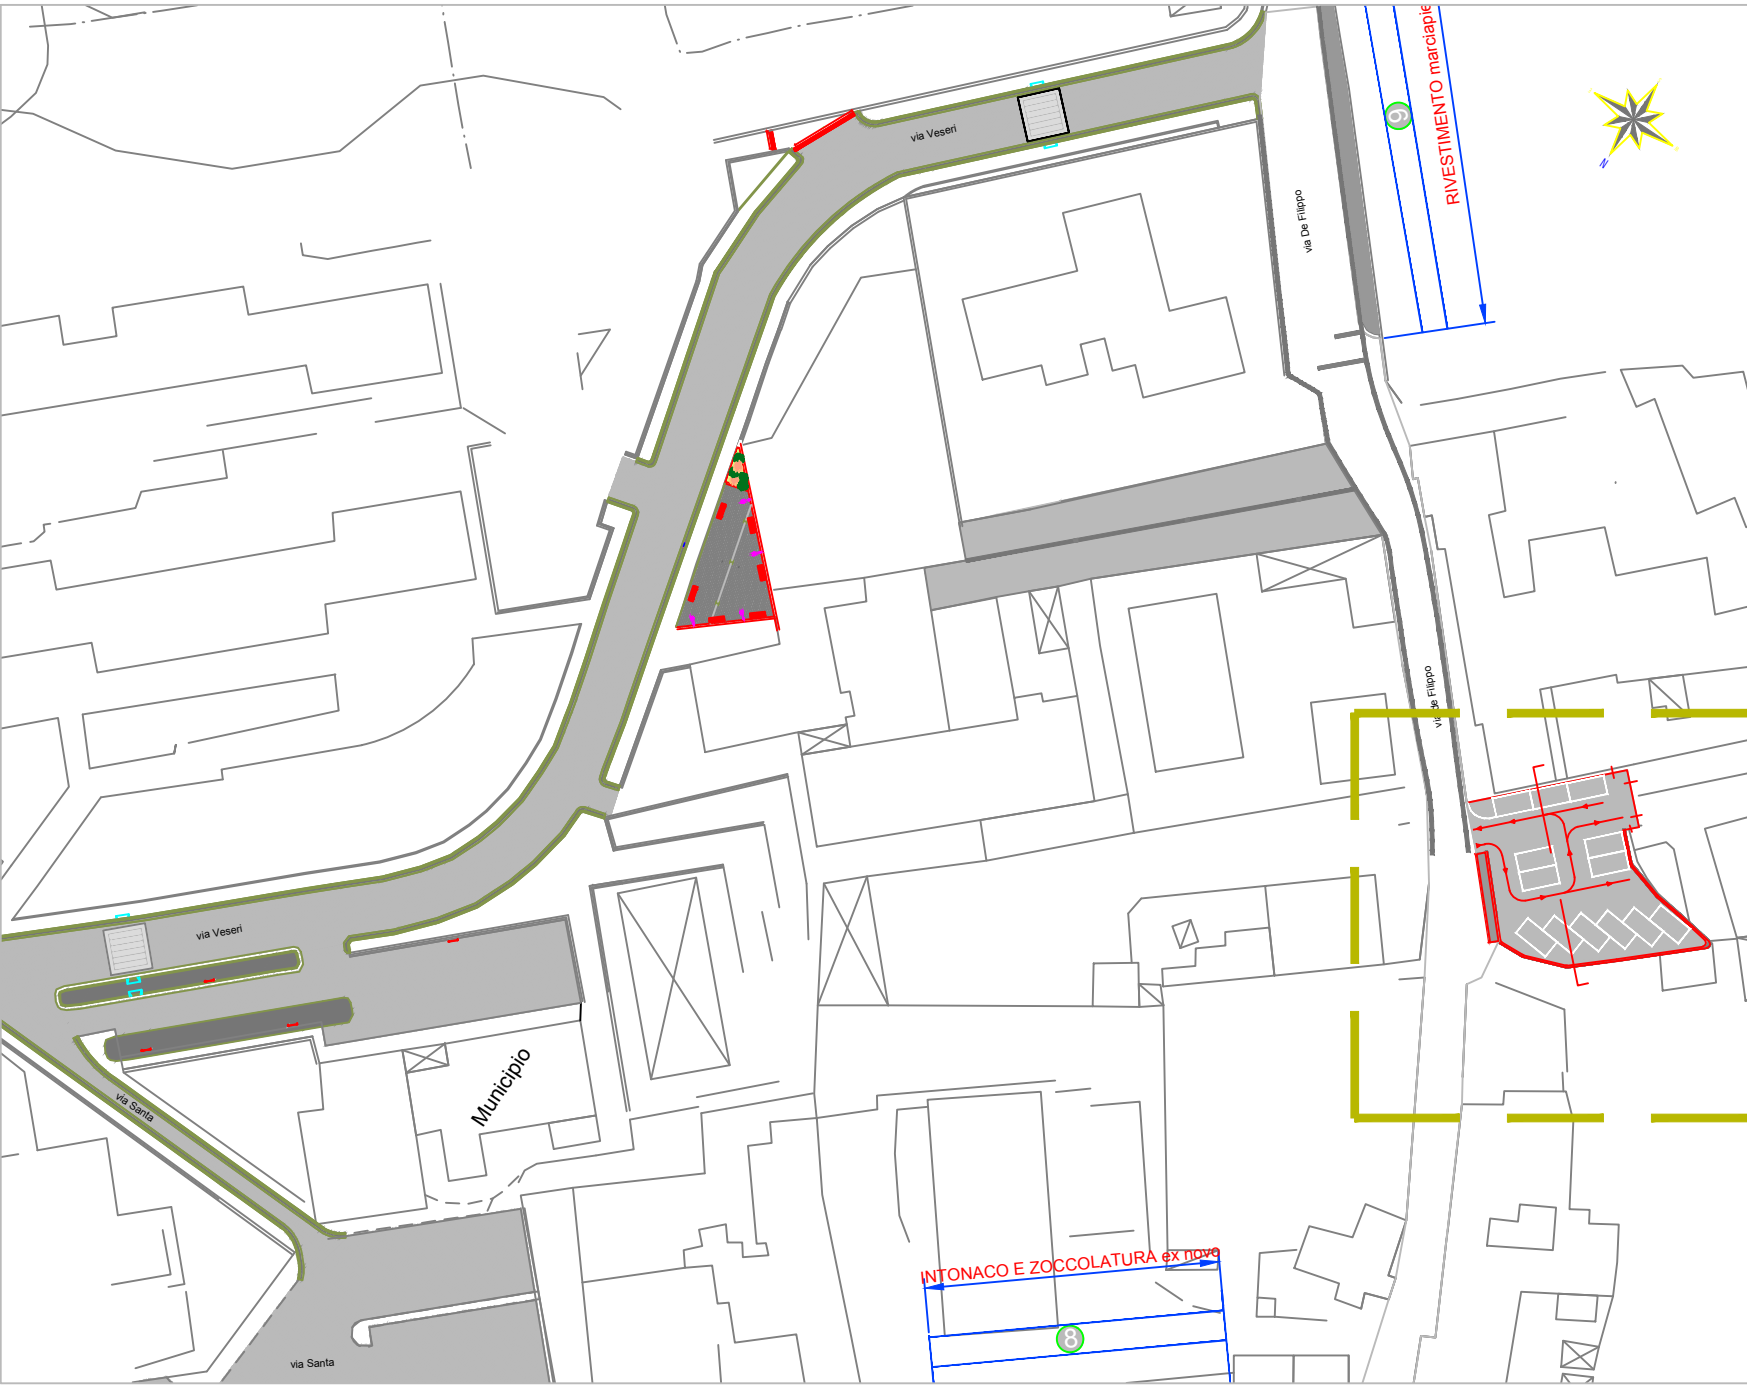 RIVESTIMENTO marciapie
9
via Veseri
N
via De Filippo
via de Filippo
via Veseri
Municipio
via Santa
INTONACO E ZOCCOLATURA ex novo
8
via Santa